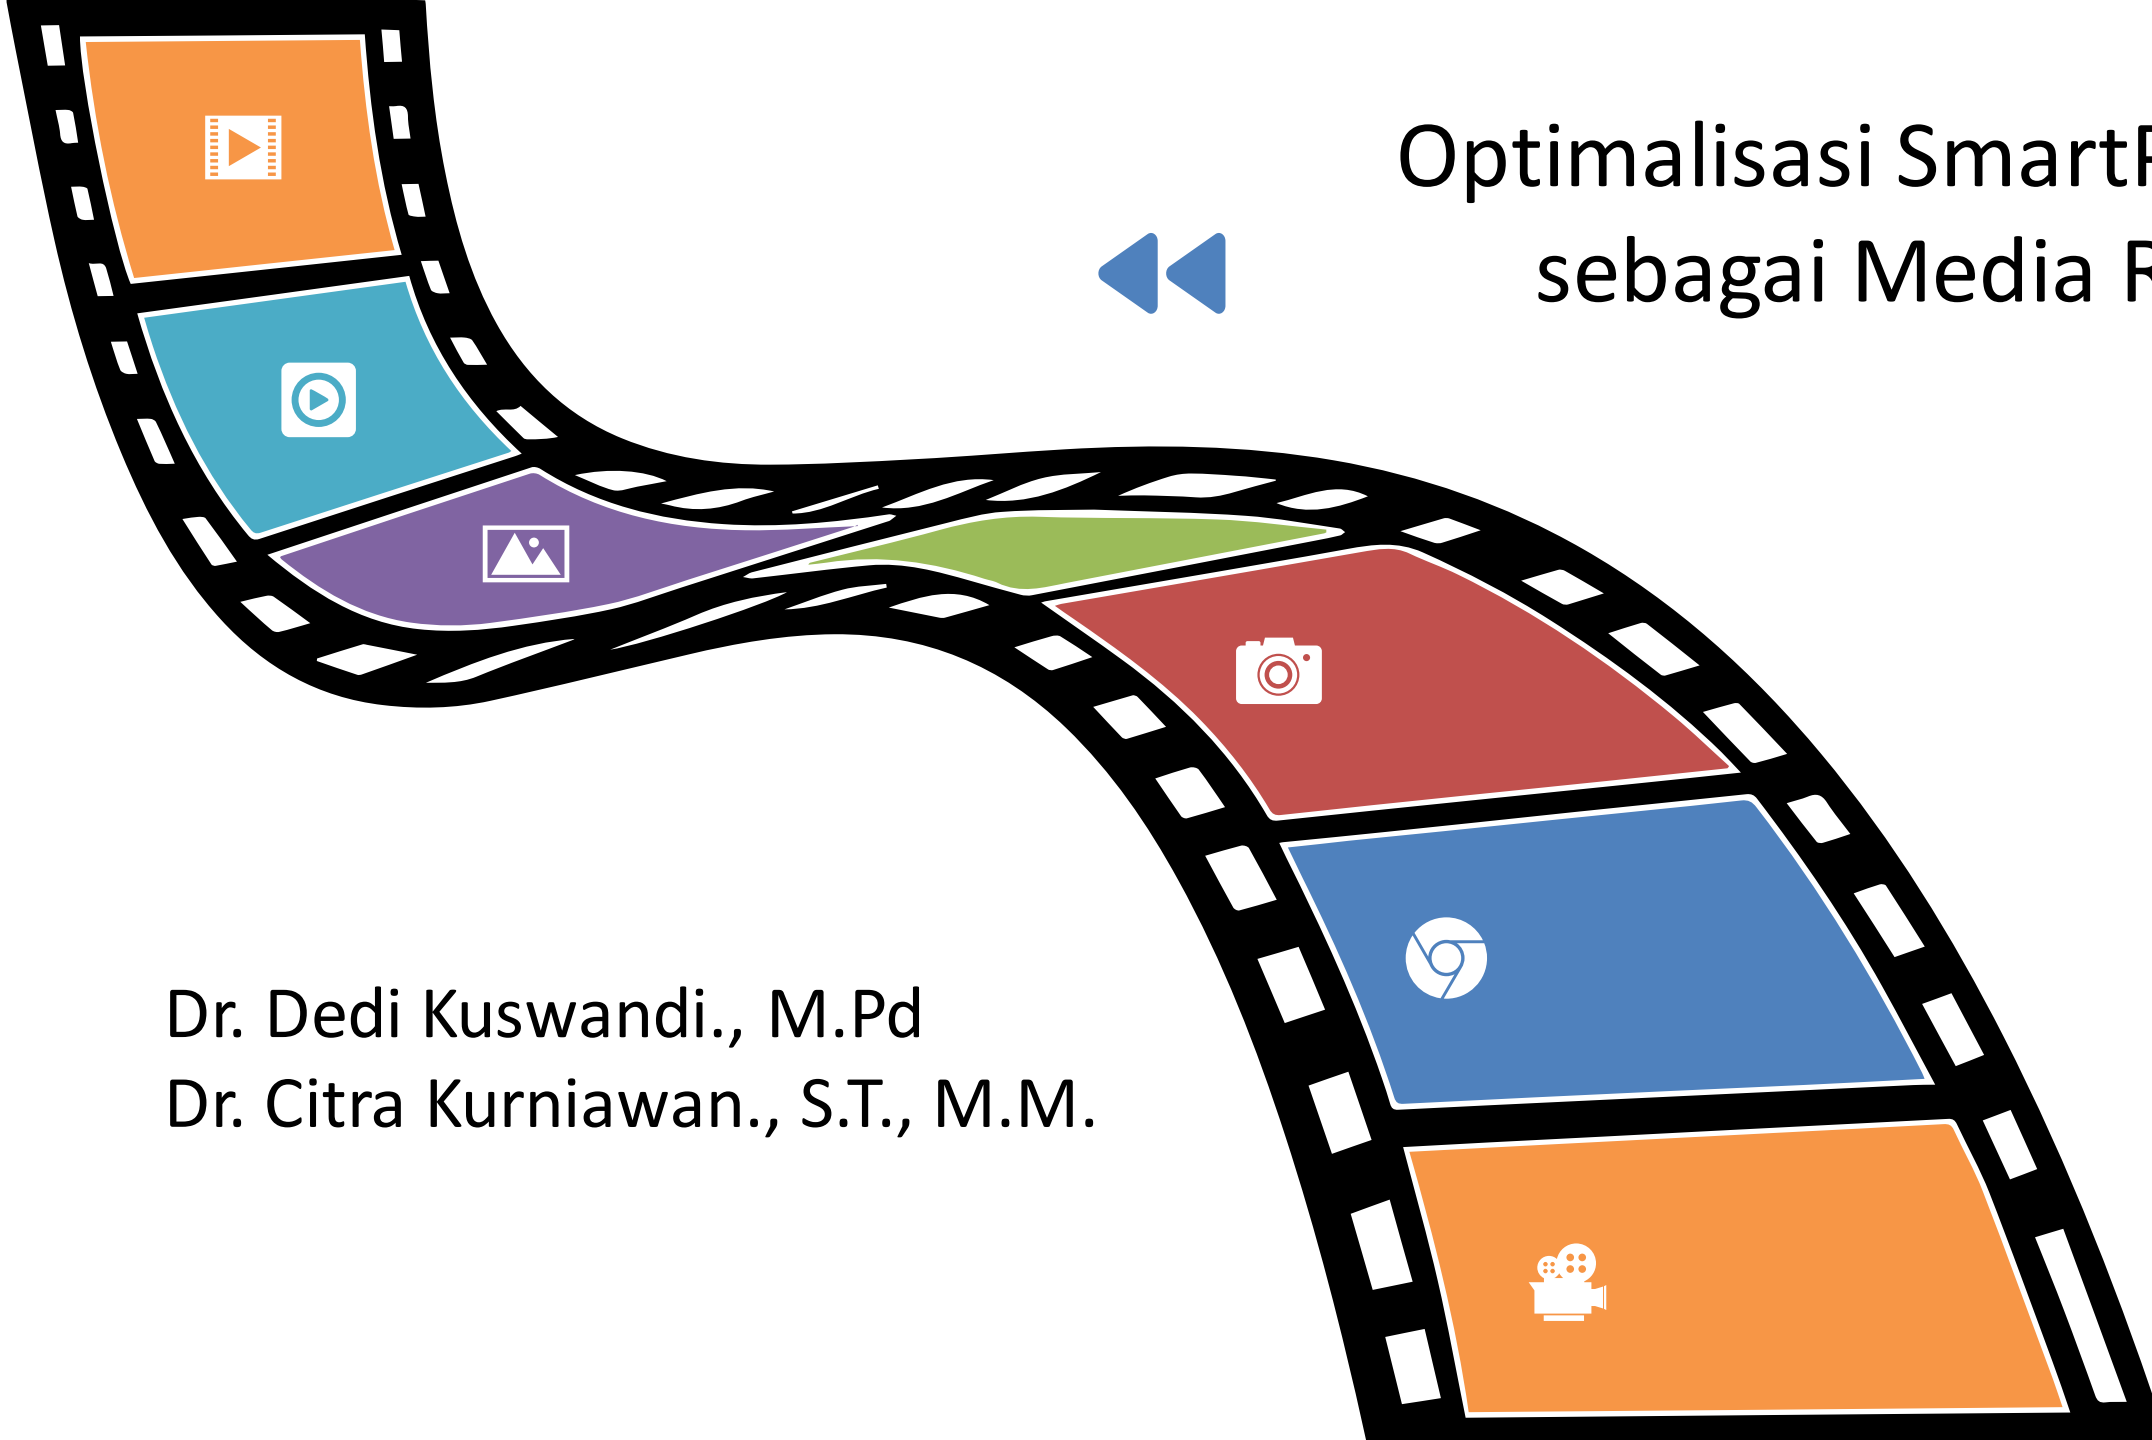 Optimalisasi Smart
sebagai Media
Dr. Dedi Kuswandi., M.Pd
Dr. Citra Kurniawan., S.T., M.M.